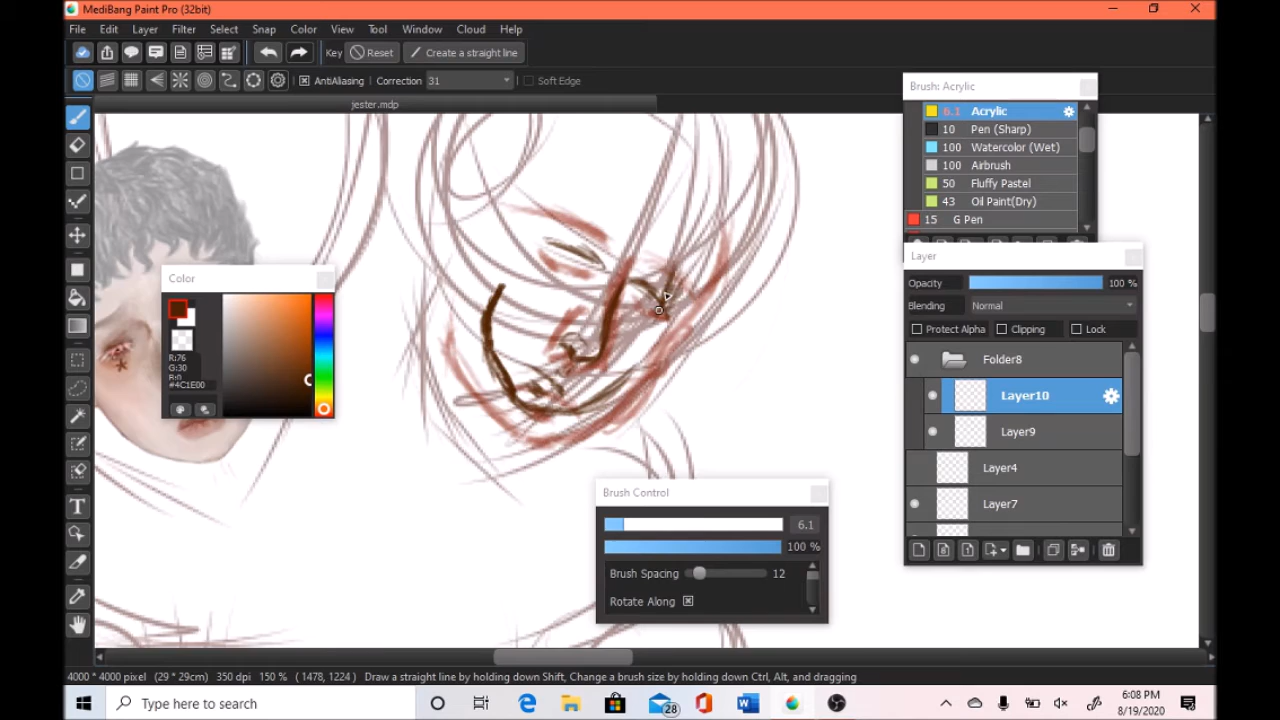 MediBang Paint Pro (32bit)
File Edit Layer Filter Select Snap Color View Tool Window Cloud Help
Key Reset Create a straight line
AntiAliasing Correction 31 Soft Edge
jester.mdp
Brush: Acrylic
6.1 Acrylic
10 Pen (Sharp)
100 Watercolor (Wet)
100 Airbrush
50 Fluffy Pastel
43 Oil Paint(Dry)
15 G Pen
Layer
Opacity 100 %
Blending Normal
Protect Alpha Clipping Lock
Folder8
Layer10
Layer9
Layer4
Layer7
Color
R:76
G:30
B:0
#4C1E00
Brush Control
6.1
100 %
Brush Spacing 12
Rotate Along
4000 * 4000 pixel (29 * 29cm) 350 dpi 150 % ( 1478, 1224 ) Draw a straight line by holding down Shift, Change a brush size by holding down Ctrl, Alt, and dragging
Type here to search
28
6:08 PM
8/19/2020